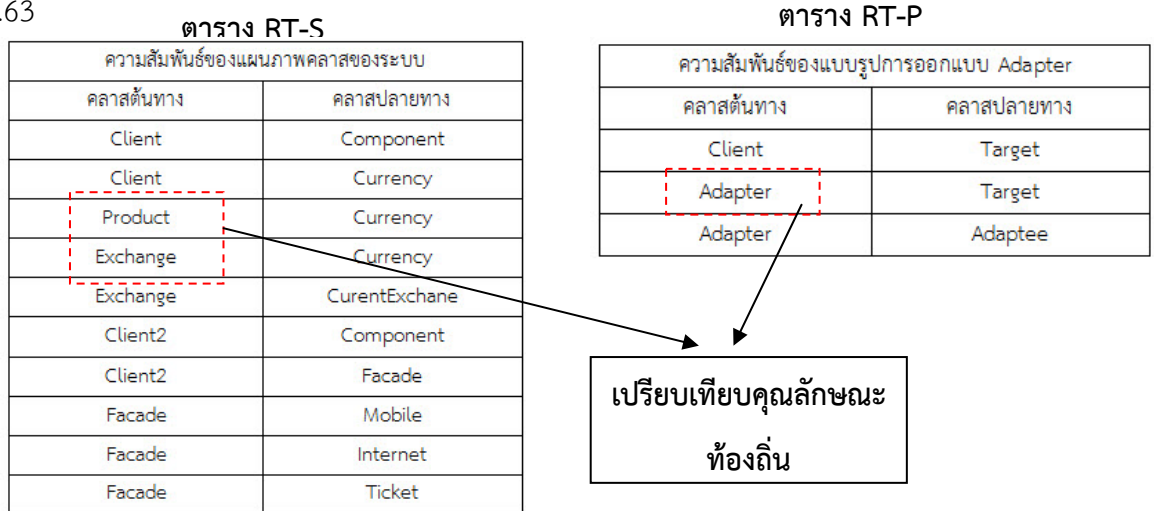 .63
ตาราง RT-S
ความสัมพันธ์ของแผนภาพคลาสของระบบ
คลาสต้นทาง คลาสปลายทาง
Client Component
Client Currency
Product Currency
Exchange Currency
Exchange CurentExchane
Client2 Component
Client2 Facade
Facade Mobile
Facade Internet
Facade Ticket
ตาราง RT-P
ความสัมพันธ์ของแบบรูปการออกแบบ Adapter
คลาสต้นทาง คลาสปลายทาง
Client Target
Adapter Target
Adapter Adaptee
เปรียบเทียบคุณลักษณะ
ท้องถิ่น